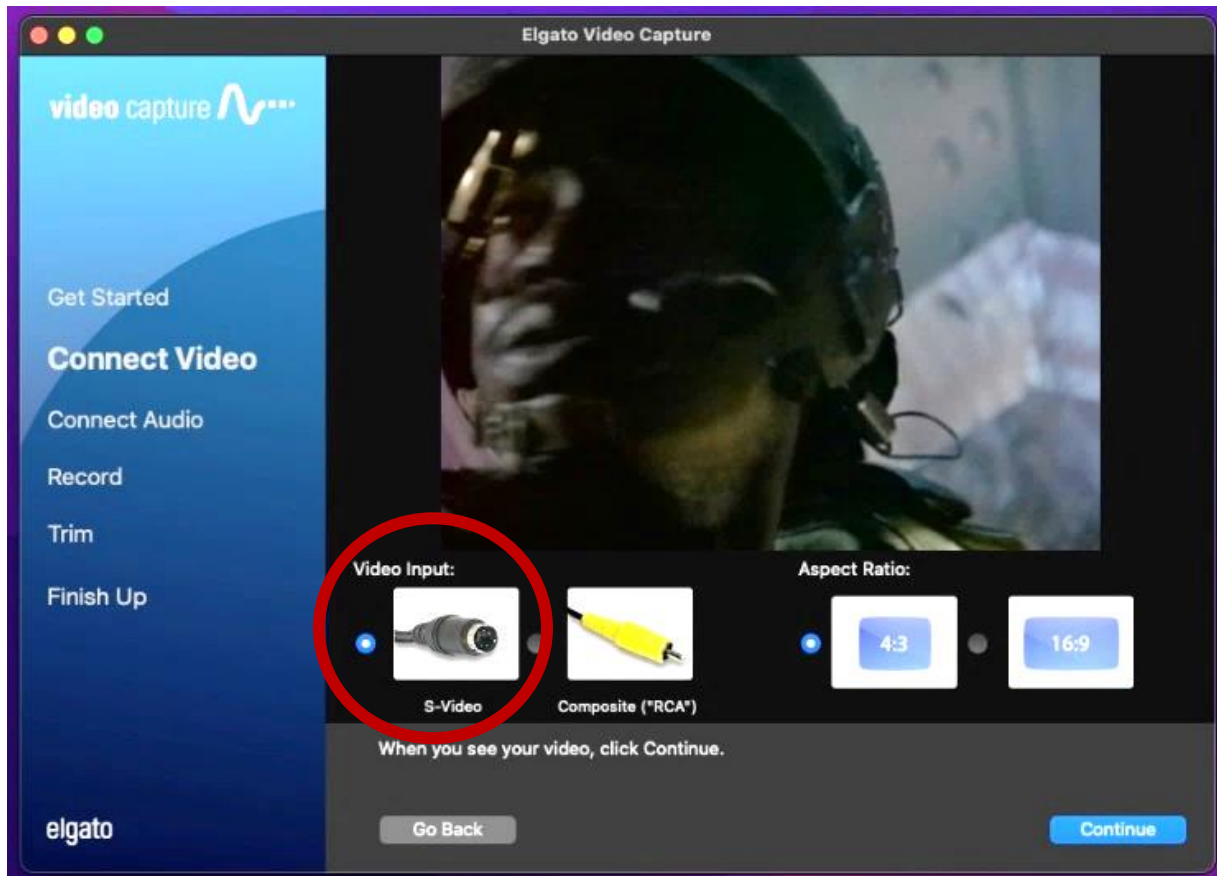 Elgato Video Capture
video capture
Get Started
Connect Video
Connect Audio
Record
Trim
Finish Up
elgato
Video Input:
S-Video
Composite ("RCA")
Aspect Ratio:
4:3
16:9
When you see your video, click Continue.
Go Back
Continue